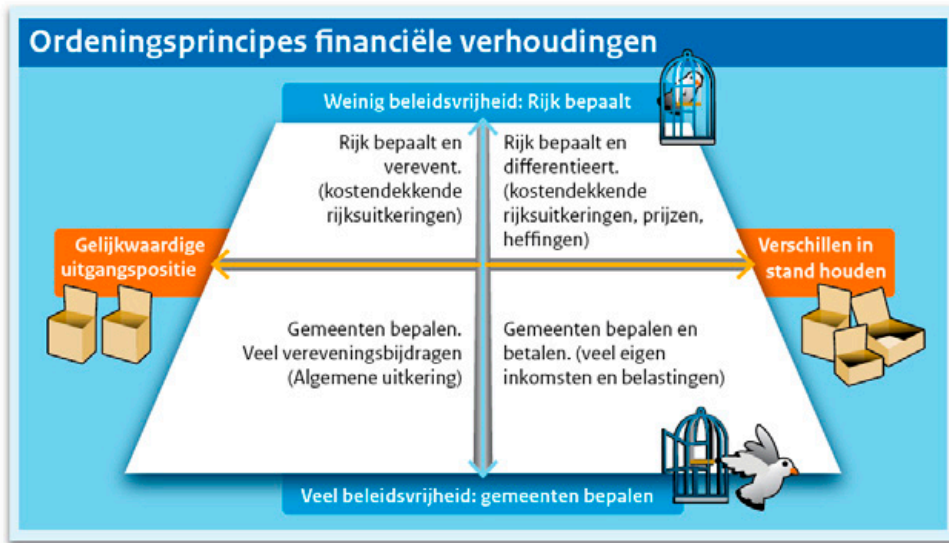 Ordeningsprincipes financiële verhoudingen
Weinig beleidsvrijheid: Rijk bepaalt
Rijk bepaalt en
verevent.
(kostendekkende
rijksuitkeringen)
Rijk bepaalt en
differentieert.
(kostendekkende
rijksuitkeringen, prijzen,
heffingen)
Gelijkwaardige
uitgangspositie
Verschillen in
stand houden
Gemeenten bepalen.
Veel vereveningsbijdragen
(Algemene uitkering)
Gemeenten bepalen en
betalen. (veel eigen
inkomsten en belastingen)
Veel beleidsvrijheid: gemeenten bepalen